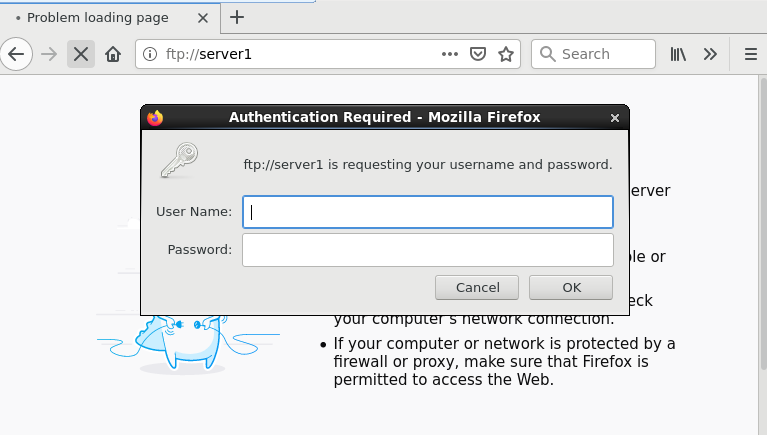 Problem loading page
ftp://server1
Search
Authentication Required - Mozilla Firefox
ftp://server1 is requesting your username and password.
User Name:
Password:
Cancel
OK
erver
or
your computer's network connection.
If your computer or network is protected by a
firewall or proxy, make sure that Firefox is
permitted to access the Web.